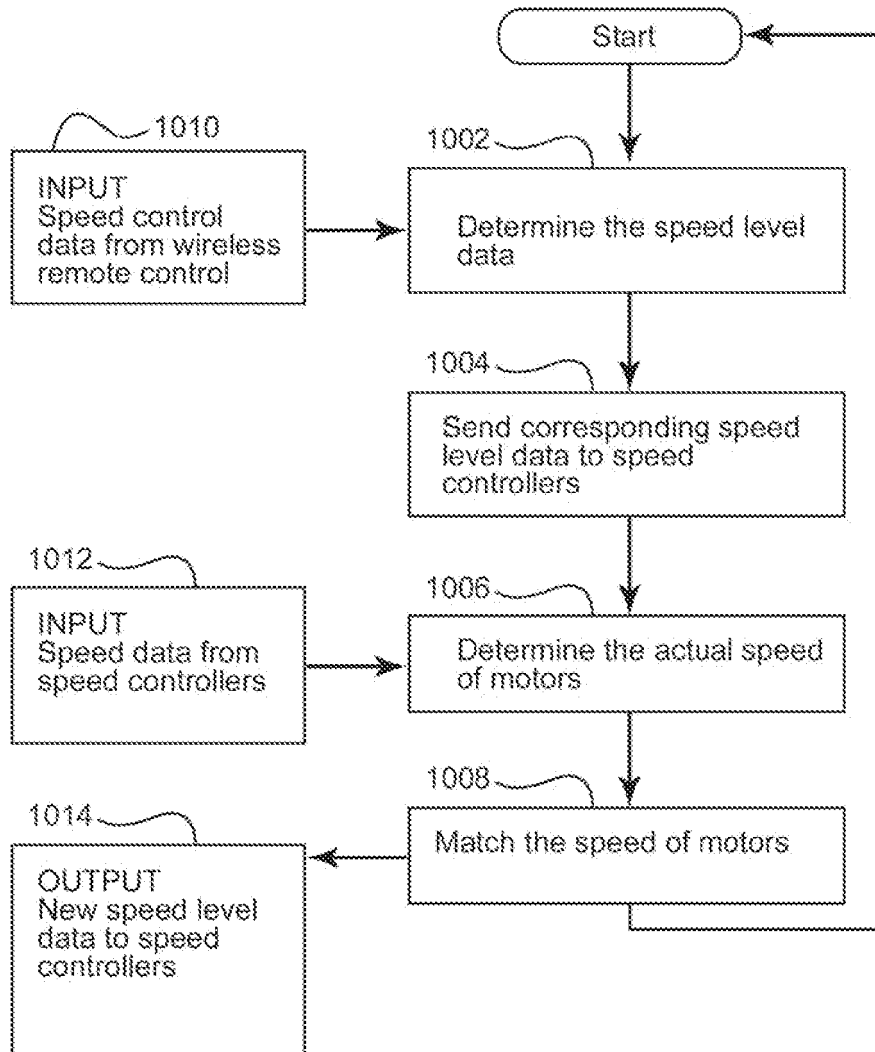 Start
1010
INPUT
Speed control
data from wireless
remote control
1002
Determine the speed level
data
1004
Send corresponding speed
level data to speed
controllers
1012
INPUT
Speed data from
speed controllers
1006
Determine the actual speed
of motors
1008
Match the speed of motors
1014
OUTPUT
New speed level
data to speed
controllers